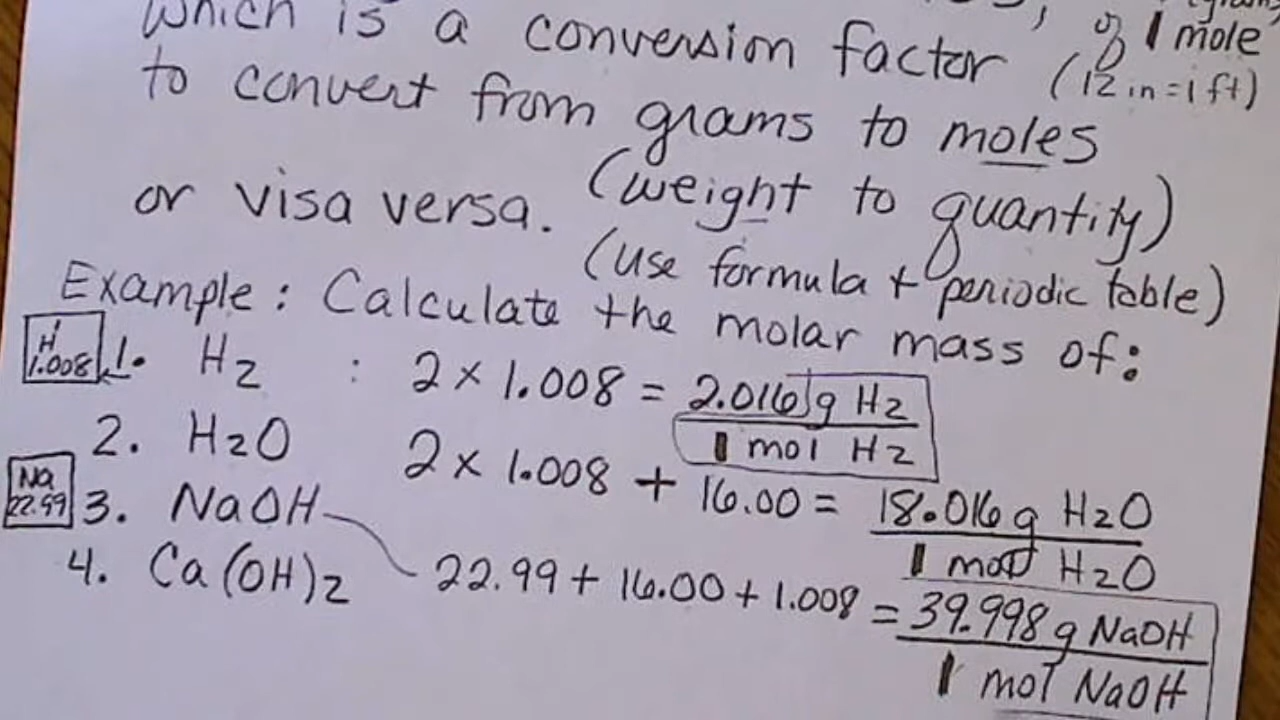 which is a conversion factor
of 1 mole
(12 in = 1 ft)
to convert from grams to moles
(weight to quantity)
or visa versa.
(use formula + periodic table)
Example: Calculate the molar mass of:
H
1.008
1. H2 : 2 x 1.008 = 2.016 g H2
1 mol H2
2. H2O 2 x 1.008 + 16.00 = 18.016 g H2O
1 mol H2O
Na
22.99
3. NaOH 22.99 + 16.00 + 1.008 = 39.998 g NaOH
1 mol NaOH
4. Ca(OH)2